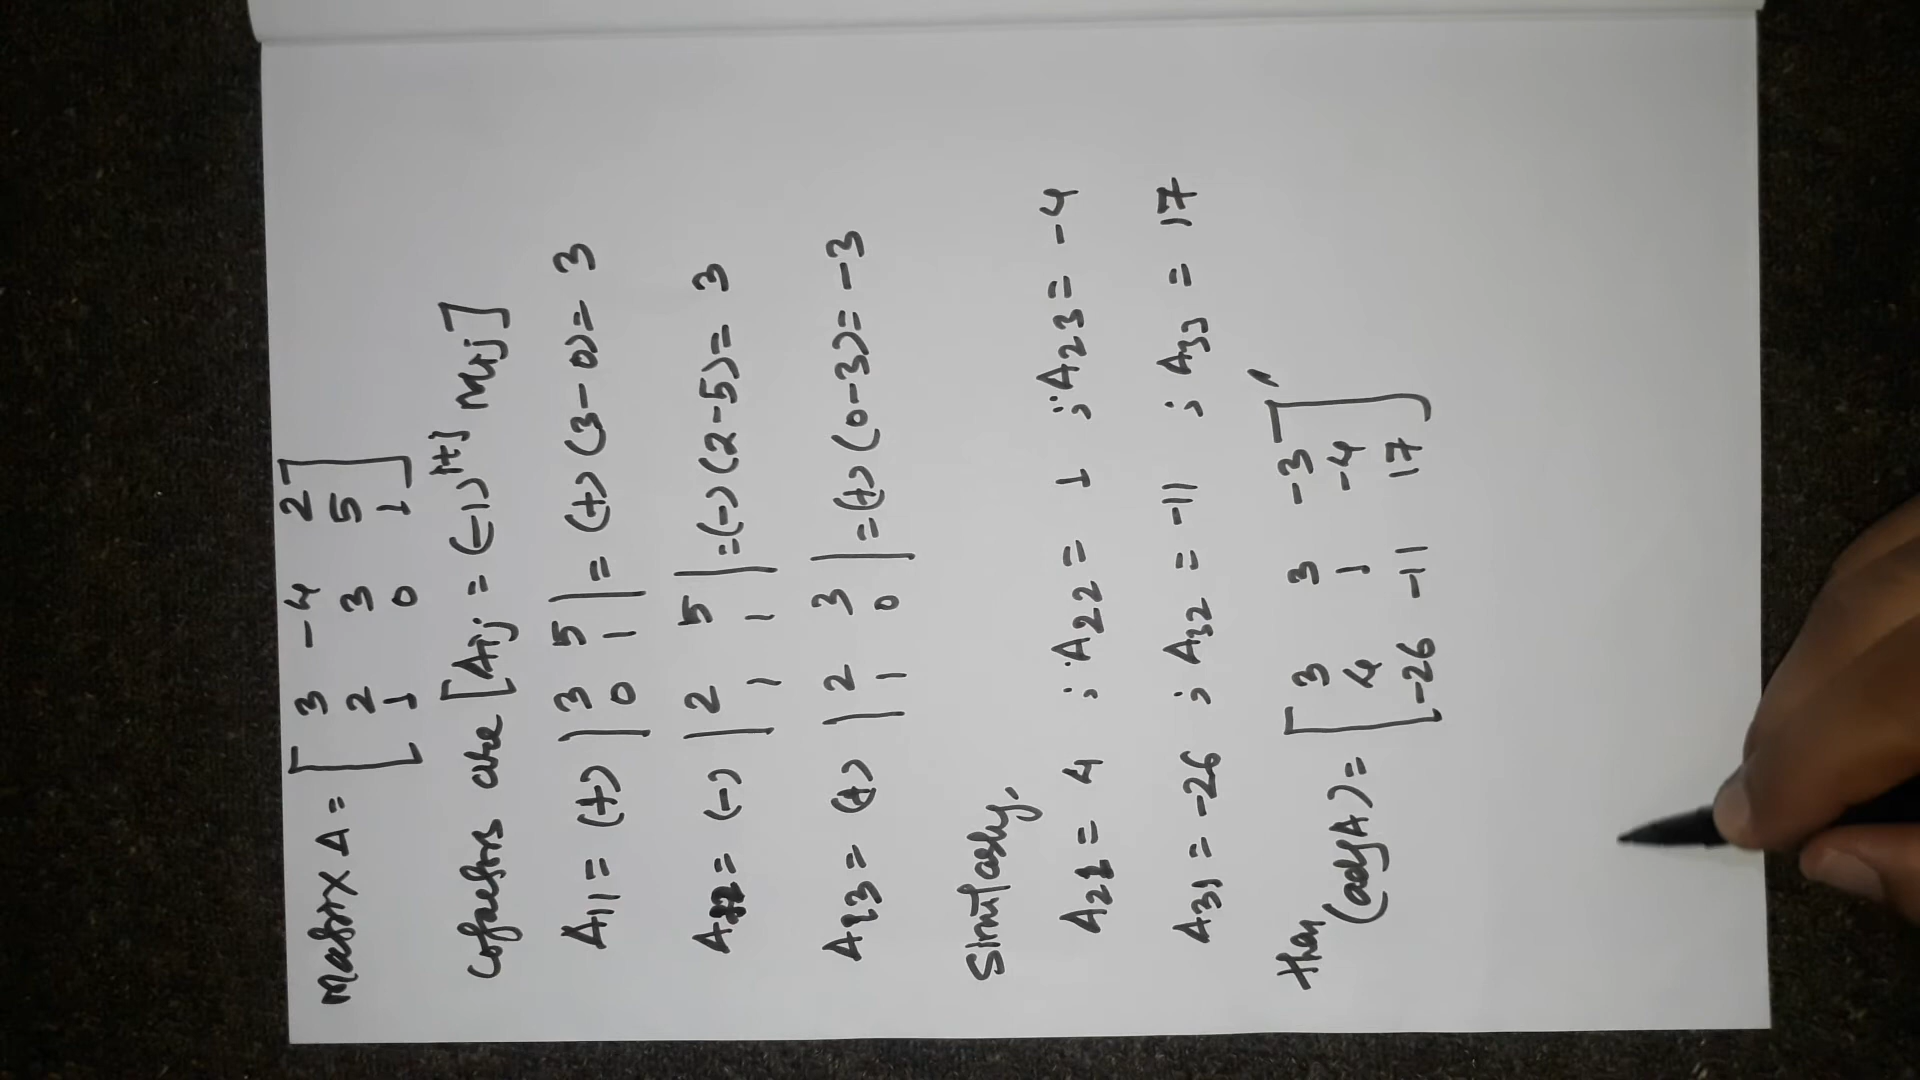 Matrix A = [ 3 -4 2
2 3 5
1 0 1 ]
Cofactors are [Aij = (-1)^i+j Mij]
A11 = (+) | 3 5 | = (+) (3-0) = 3
0 1
A12 = (-) | 2 5 | = (-) (2-5) = 3
1 1
A13 = (+) | 2 3 | = (+) (0-3) = -3
1 0
Similarly,
A21 = 4 ; A22 = 1 ; A23 = -4
A31 = -26 ; A32 = -11 ; A33 = 17
then
(adjA) = [ 3 3 -3
4 1 -4
-26 -11 17 ]'